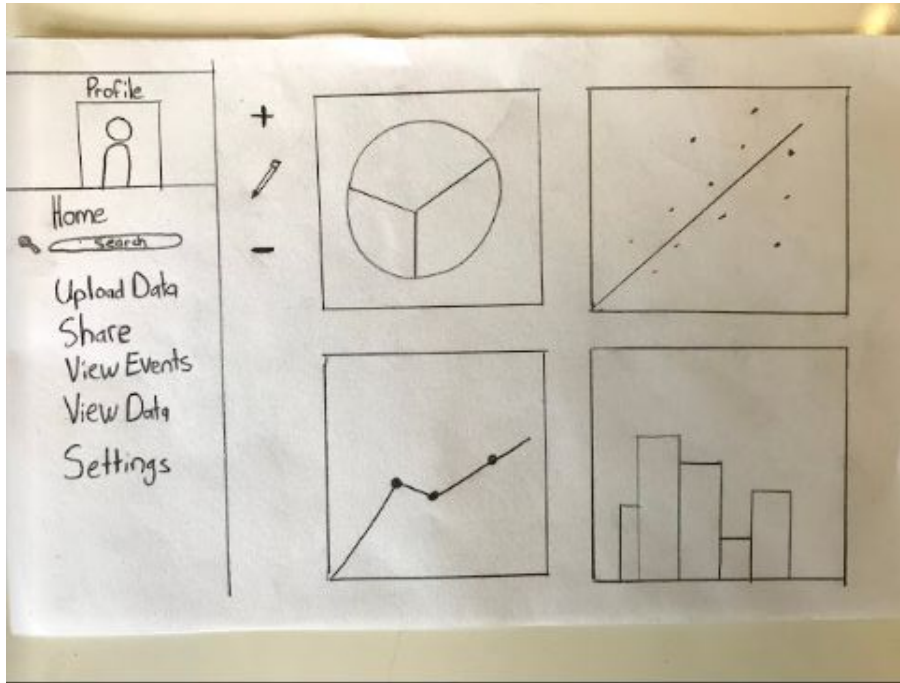 Profile
Home
Search
Upload Data
Share
View Events
View Data
Settings